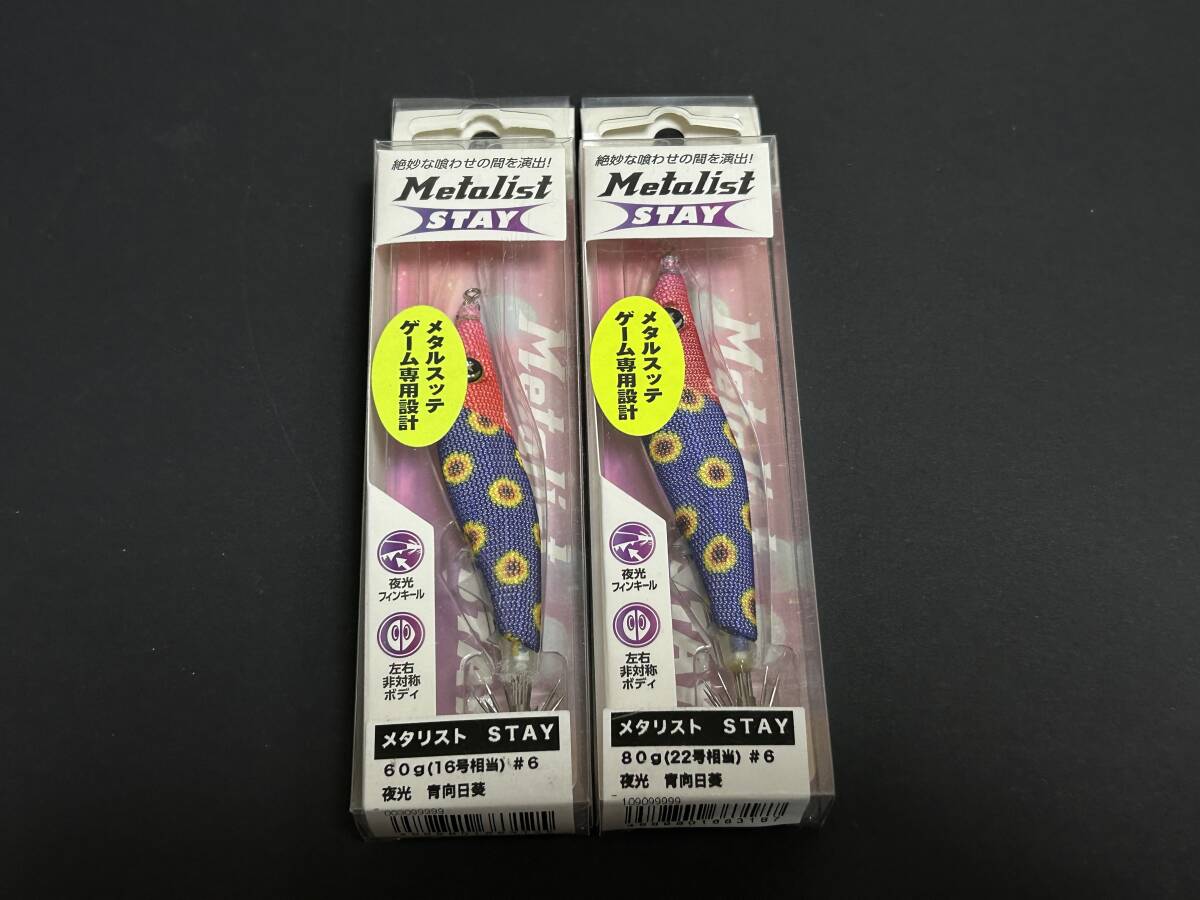 絶妙な喰わせの間を演出!
Metalist
STAY
メタルスッテ
ゲーム専用設計
夜光
フィンキール
左右
非対称
ボディ
メタリスト STAY
60g(16号相当) #6
夜光 青向日葵
絶妙な喰わせの間を演出!
Metalist
STAY
メタルスッテ
ゲーム専用設計
夜光
フィンキール
左右
非対称
ボディ
メタリスト STAY
80g(22号相当) #6
夜光 青向日葵
109099999